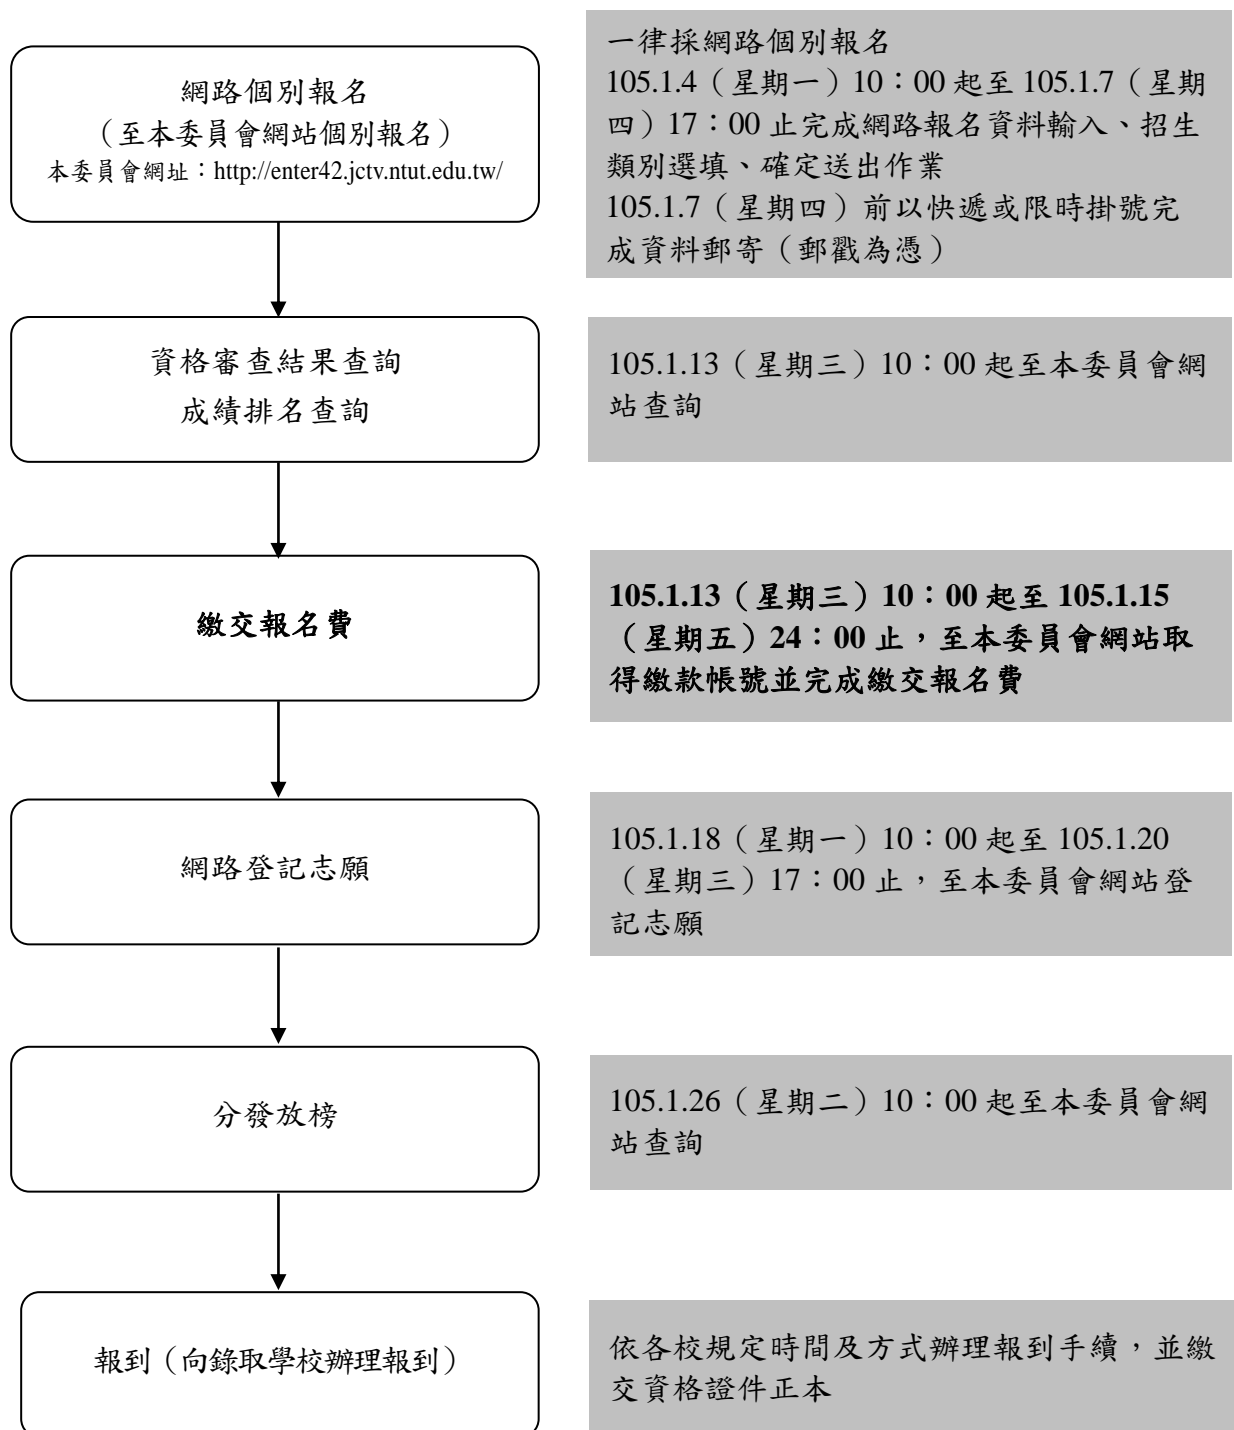 網路個別報名
（至本委員會網站個別報名）
本委員會網址：http://enter42.jctv.ntut.edu.tw/
一律採網路個別報名
105.1.4（星期一）10：00 起至 105.1.7（星期
四）17：00 止完成網路報名資料輸入、招生
類別選填、確定送出作業
105.1.7（星期四）前以快遞或限時掛號完
成資料郵寄（郵戳為憑）
資格審查結果查詢
成績排名查詢
105.1.13（星期三）10：00 起至本委員會網
站查詢
繳交報名費
105.1.13（星期三）10：00 起至 105.1.15
（星期五）24：00 止，至本委員會網站取
得繳款帳號並完成繳交報名費
網路登記志願
105.1.18（星期一）10：00 起至 105.1.20
（星期三）17：00 止，至本委員會網站登
記志願
分發放榜
105.1.26（星期二）10：00 起至本委員會網
站查詢
報到（向錄取學校辦理報到）
依各校規定時間及方式辦理報到手續，並繳
交資格證件正本